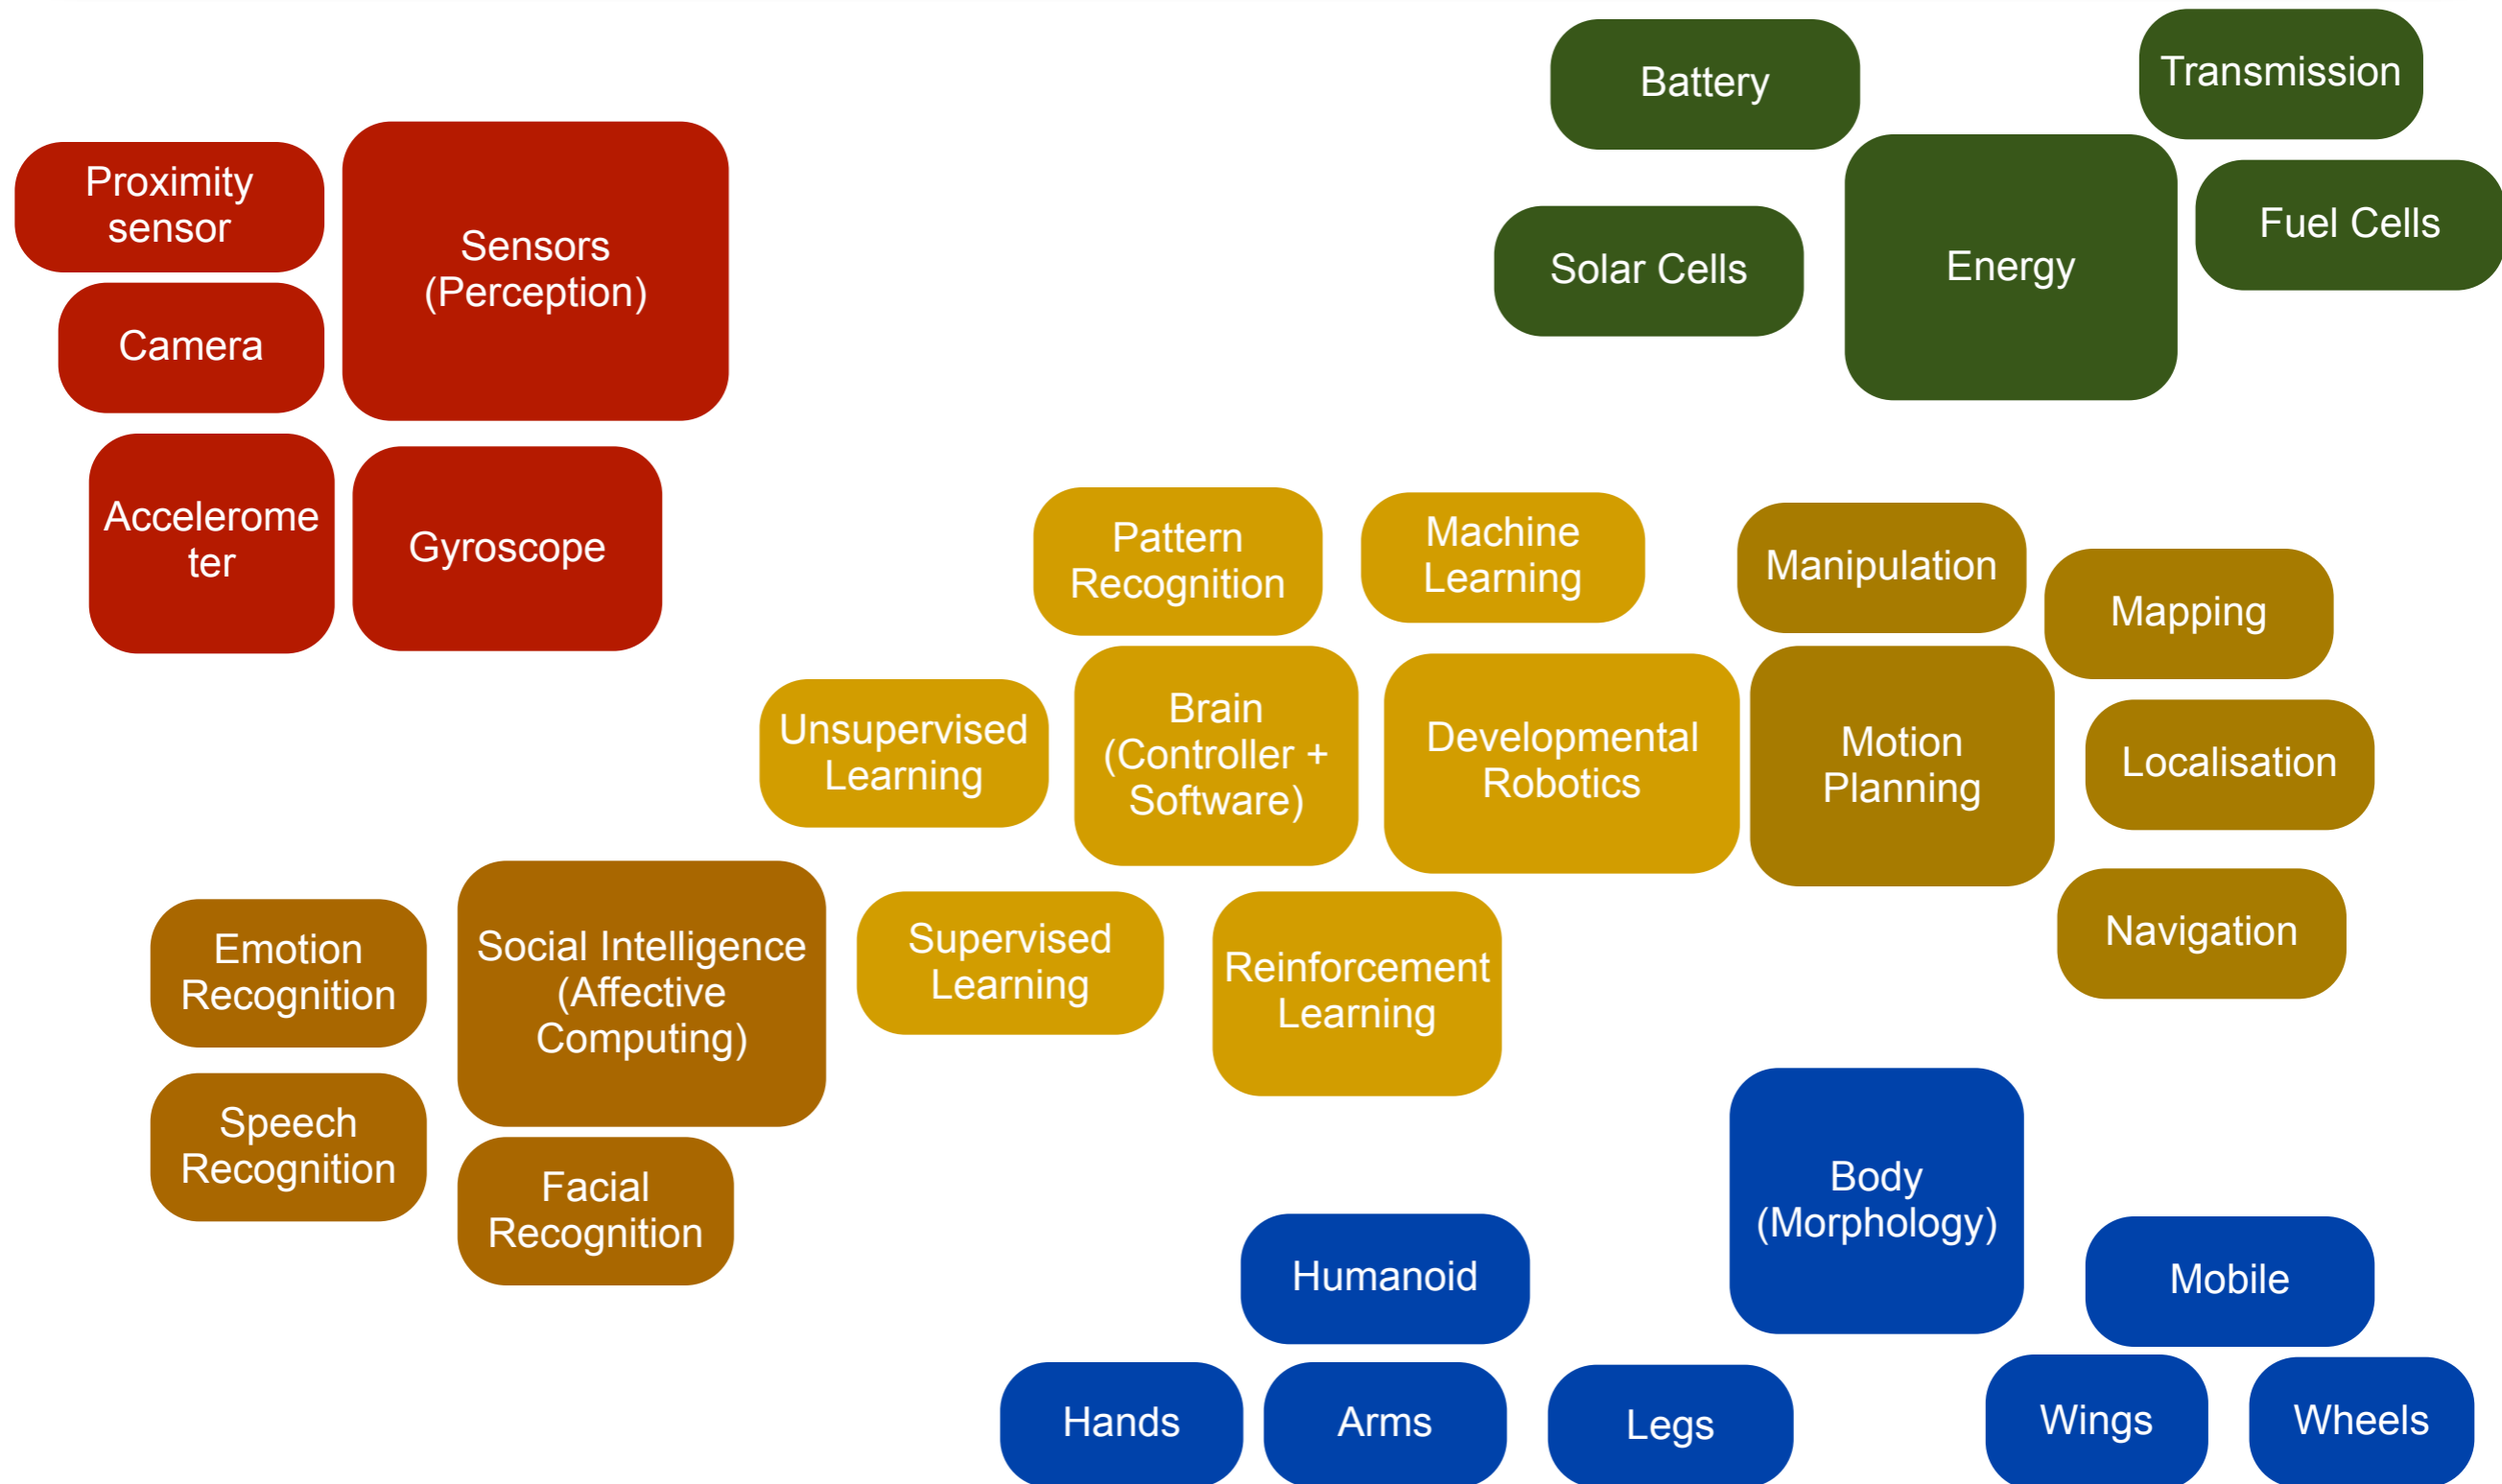 Battery
Transmission
Proximity
sensor
Sensors
(Perception)
Solar Cells
Energy
Fuel Cells
Camera
Accelerome
ter
Gyroscope
Pattern
Recognition
Machine
Learning
Manipulation
Mapping
Unsupervised
Learning
Brain
(Controller +
Software)
Developmental
Robotics
Motion
Planning
Localisation
Emotion
Recognition
Social Intelligence
(Affective
Computing)
Supervised
Learning
Reinforcement
Learning
Navigation
Speech
Recognition
Facial
Recognition
Body
(Morphology)
Humanoid
Mobile
Hands
Arms
Legs
Wings
Wheels